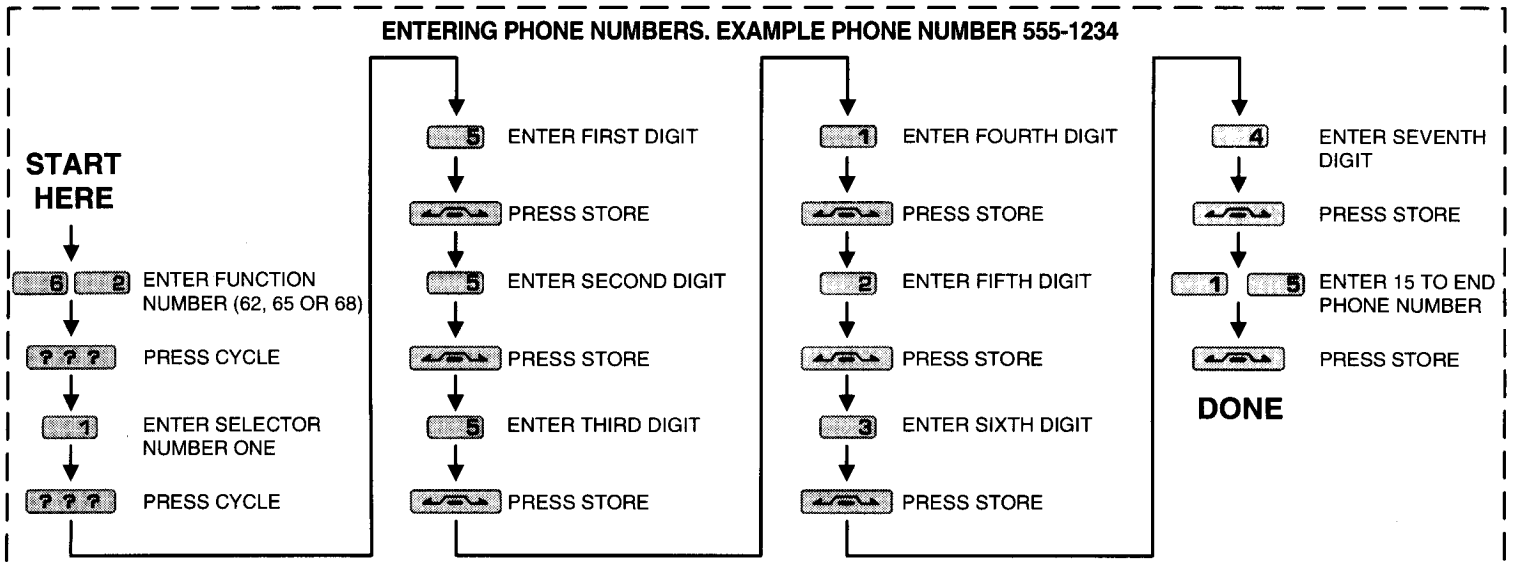 ENTERING PHONE NUMBERS. EXAMPLE PHONE NUMBER 555-1234
START
HERE
6 2 ENTER FUNCTION
NUMBER (62, 65 OR 68)
? ? ? PRESS CYCLE
1 ENTER SELECTOR
NUMBER ONE
? ? ? PRESS CYCLE
5 ENTER FIRST DIGIT
PRESS STORE
5 ENTER SECOND DIGIT
PRESS STORE
5 ENTER THIRD DIGIT
PRESS STORE
1 ENTER FOURTH DIGIT
PRESS STORE
2 ENTER FIFTH DIGIT
PRESS STORE
3 ENTER SIXTH DIGIT
PRESS STORE
4 ENTER SEVENTH
DIGIT
PRESS STORE
1 5 ENTER 15 TO END
PHONE NUMBER
PRESS STORE
DONE